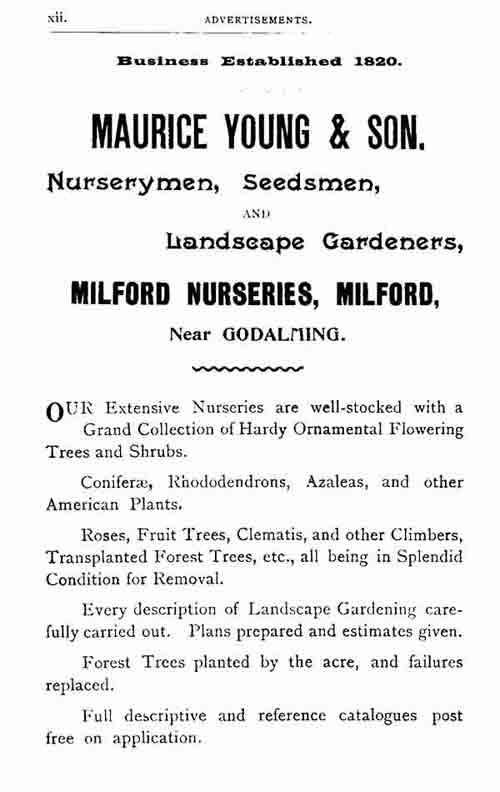 xii. ADVERTISEMENTS.
Business Established 1820.
MAURICE YOUNG & SON.
Nurserymen, Seedsmen,
AND
Landscape Gardeners,
MILFORD NURSERIES, MILFORD,
Near GODALMING.
OUR Extensive Nurseries are well-stocked with a
Grand Collection of Hardy Ornamental Flowering
Trees and Shrubs.
Coniferæ, Rhododendrons, Azaleas, and other
American Plants.
Roses, Fruit Trees, Clematis, and other Climbers,
Transplanted Forest Trees, etc., all being in Splendid
Condition for Removal.
Every description of Landscape Gardening care-
fully carried out. Plans prepared and estimates given.
Forest Trees planted by the acre, and failures
replaced.
Full descriptive and reference catalogues post
free on application.